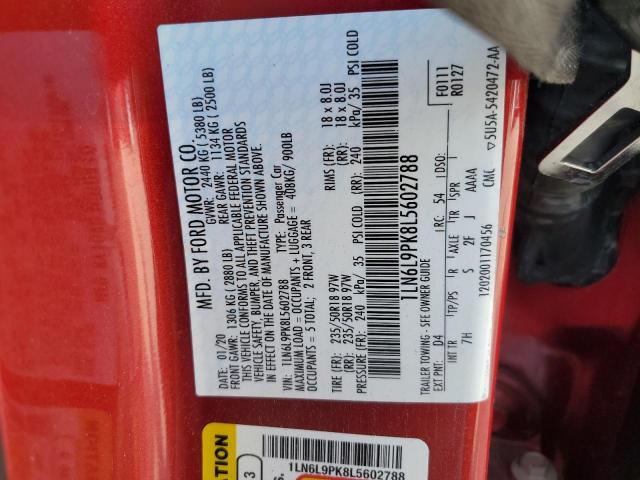 MFD. BY FORD MOTOR CO.
DATE: 01/20 GVWR: 2440 KG ( 5380 LB)
FRONT GAWR: 1306 KG ( 2880 LB) REAR GAWR: 1134 KG ( 2500 LB)
THIS VEHICLE CONFORMS TO ALL APPLICABLE FEDERAL MOTOR
VEHICLE SAFETY, BUMPER, AND THEFT PREVENTION STANDARDS
IN EFFECT ON THE DATE OF MANUFACTURE SHOWN ABOVE.
VIN: 1LN6L9PK8L5602788 TYPE: Passenger Car
MAXIMUM LOAD = OCCUPANTS + LUGGAGE = 408KG/ 900LB
OCCUPANTS = 5 TOTAL; 2 FRONT, 3 REAR
TIRE (FR): 235/50R18 97W RIMS (FR): 18 x 8.0J
TIRE (RR): 235/50R18 97W RIMS (RR): 18 x 8.0J
PRESSURE (FR): 240 kPa/ 35 PSI COLD (RR): 240 kPa/ 35 PSI COLD
1LN6L9PK8L5602788
TRAILER TOWING - SEE OWNER GUIDE
F0111
R0127
EXT PNT: D4 RC: 54 DSO:
INT TR TP/PS R AXLE TR SPR
7H S 2F J AAAA
1202001170456 CMC
5U5A-5420472-AA
1LN6L9PK8L5602788
3